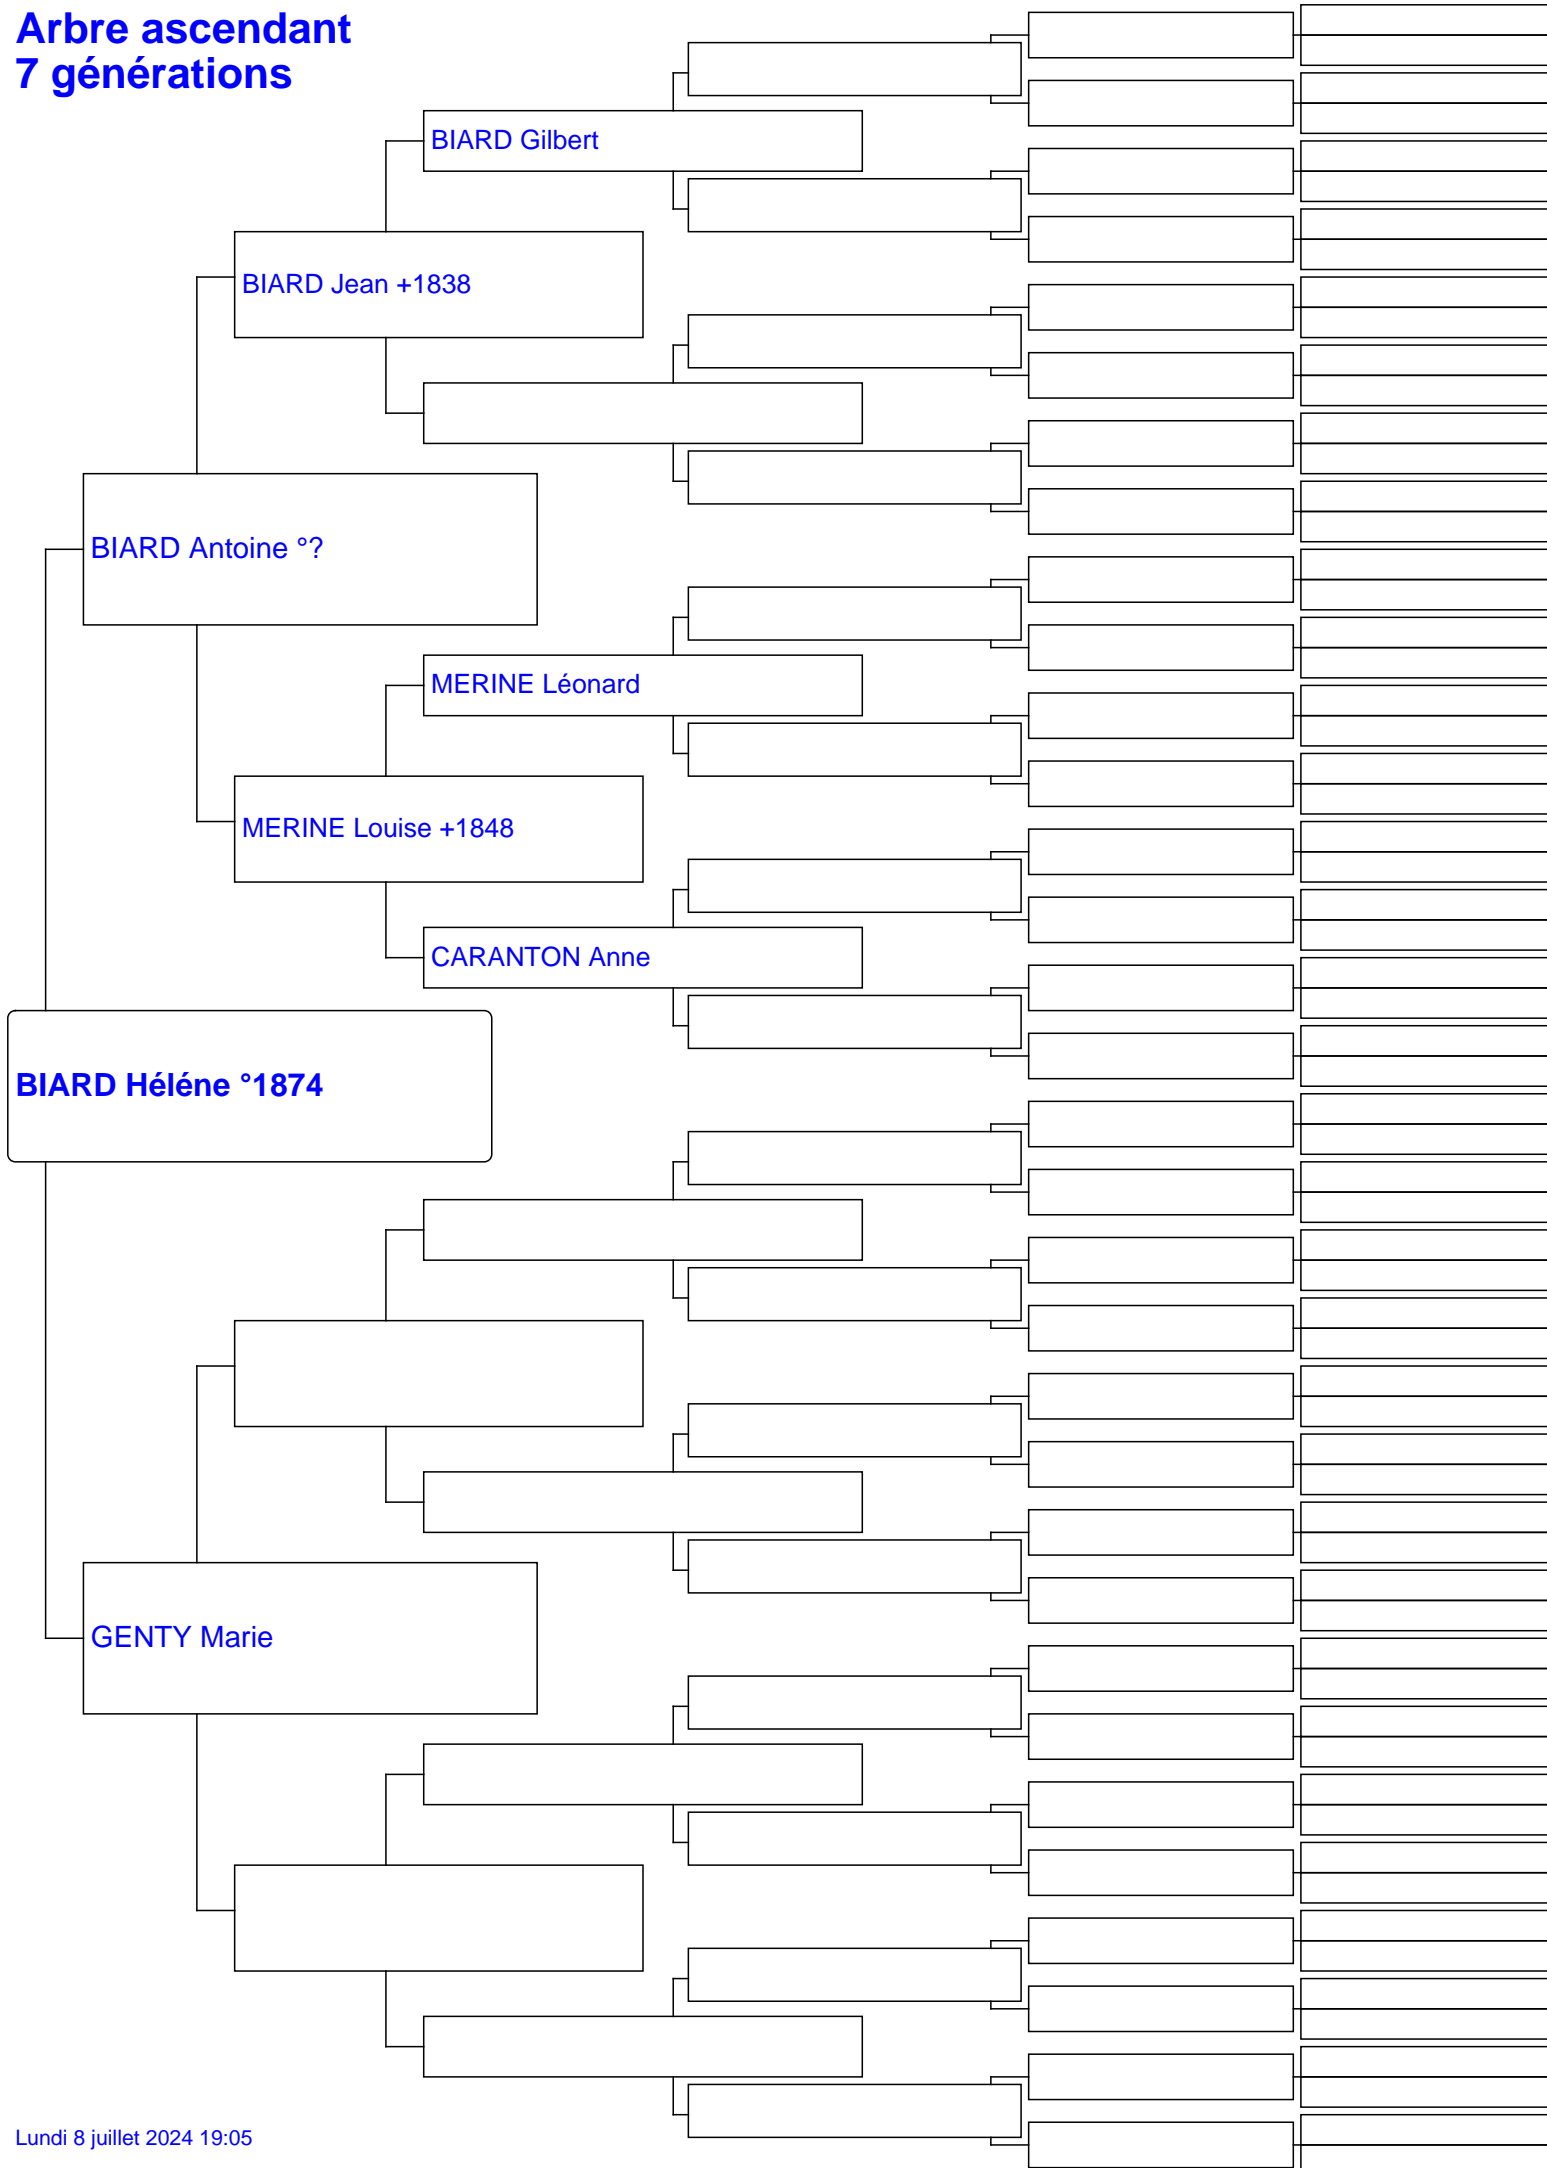 Arbre ascendant
7 générations
BIARD Gilbert
BIARD Jean +1838
BIARD Antoine °?
MERINE Léonard
MERINE Louise +1848
CARANTON Anne
BIARD Héléne °1874
GENTY Marie
Lundi 8 juillet 2024 19:05